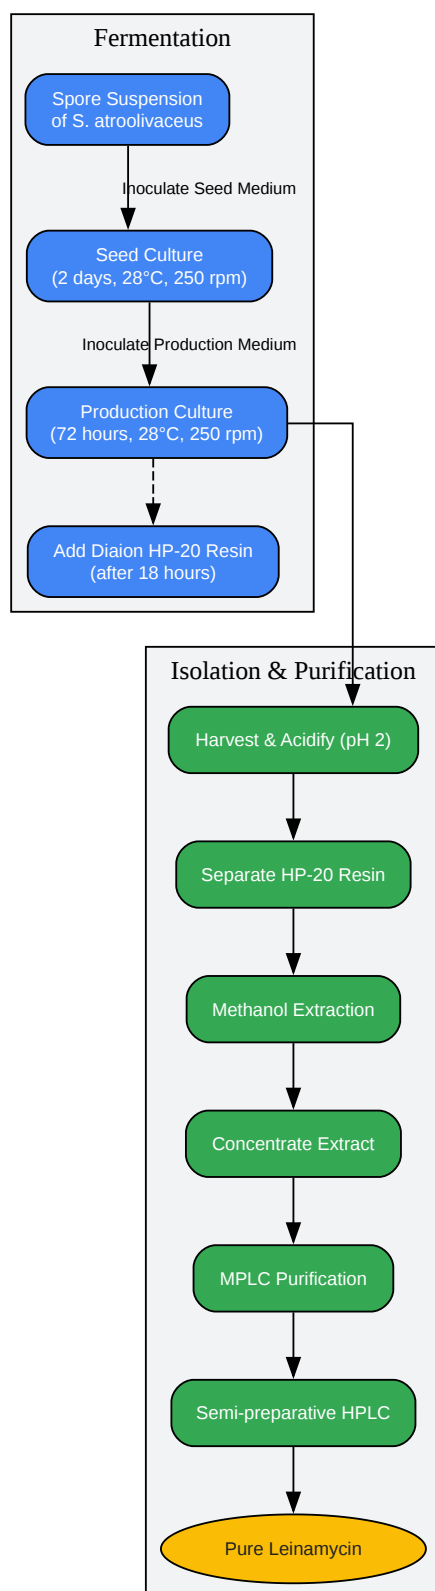 Fermentation
Spore Suspension
of S. atroolivaceus
Inoculate Seed Medium
Seed Culture
(2 days, 28°C, 250 rpm)
Inoculate Production Medium
Production Culture
(72 hours, 28°C, 250 rpm)
Add Diaion HP-20 Resin
(after 18 hours)
Isolation & Purification
Harvest & Acidify (pH 2)
Separate HP-20 Resin
Methanol Extraction
Concentrate Extract
MPLC Purification
Semi-preparative HPLC
Pure Leinamycin